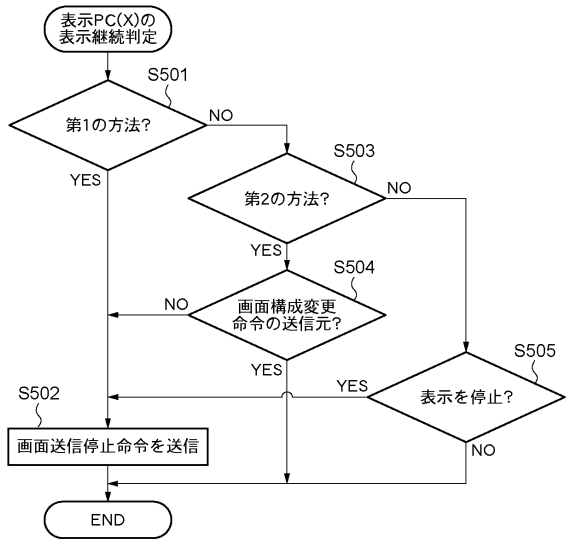 表示PC(X)の
表示継続判定
S501
第1の方法?
NO
YES
S503
第2の方法?
NO
YES
S504
画面構成変更
命令の送信元?
NO
YES
S505
表示を停止?
YES
NO
S502
画面送信停止命令を送信
END